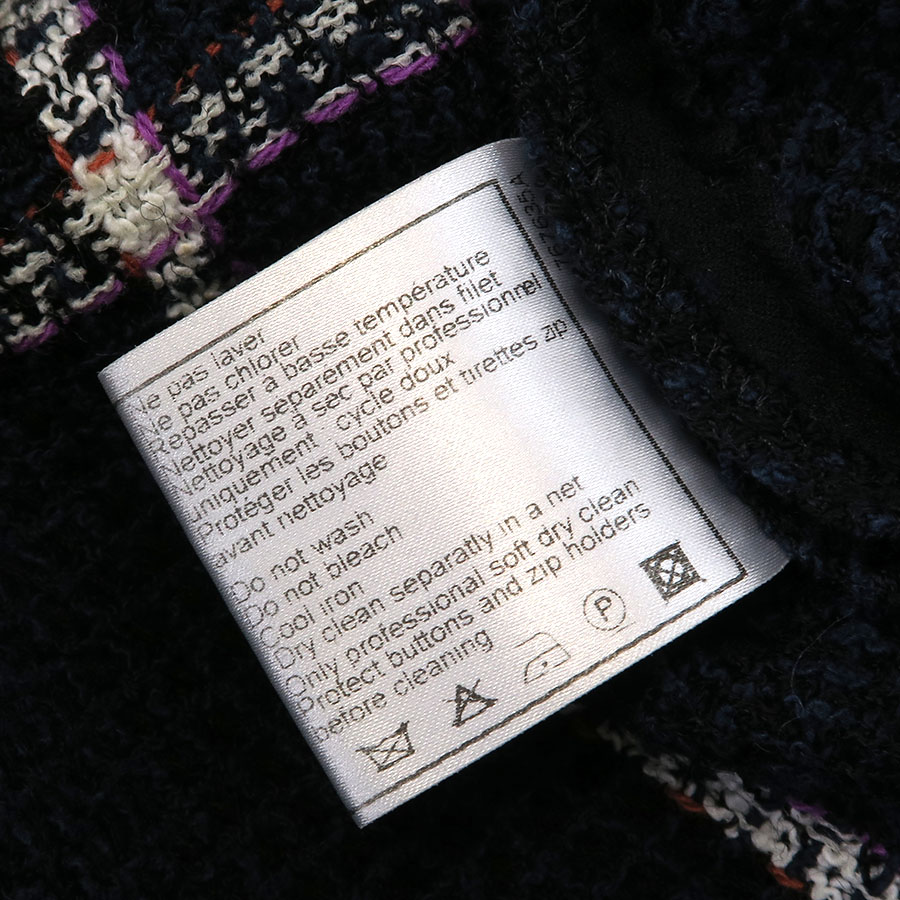 Ne pas laver
Ne pas chlorer
Repasser à basse température
Nettoyer séparement dans filet
Nettoyage à sec par professionnel
uniquement cycle doux
Protéger les boutons et tirettes zip
avant nettoyage
Do not wash
Do not bleach
Cool iron
Dry clean separatly in a net
Only professional soft dry clean
Protect buttons and zip holders
before cleaning
P